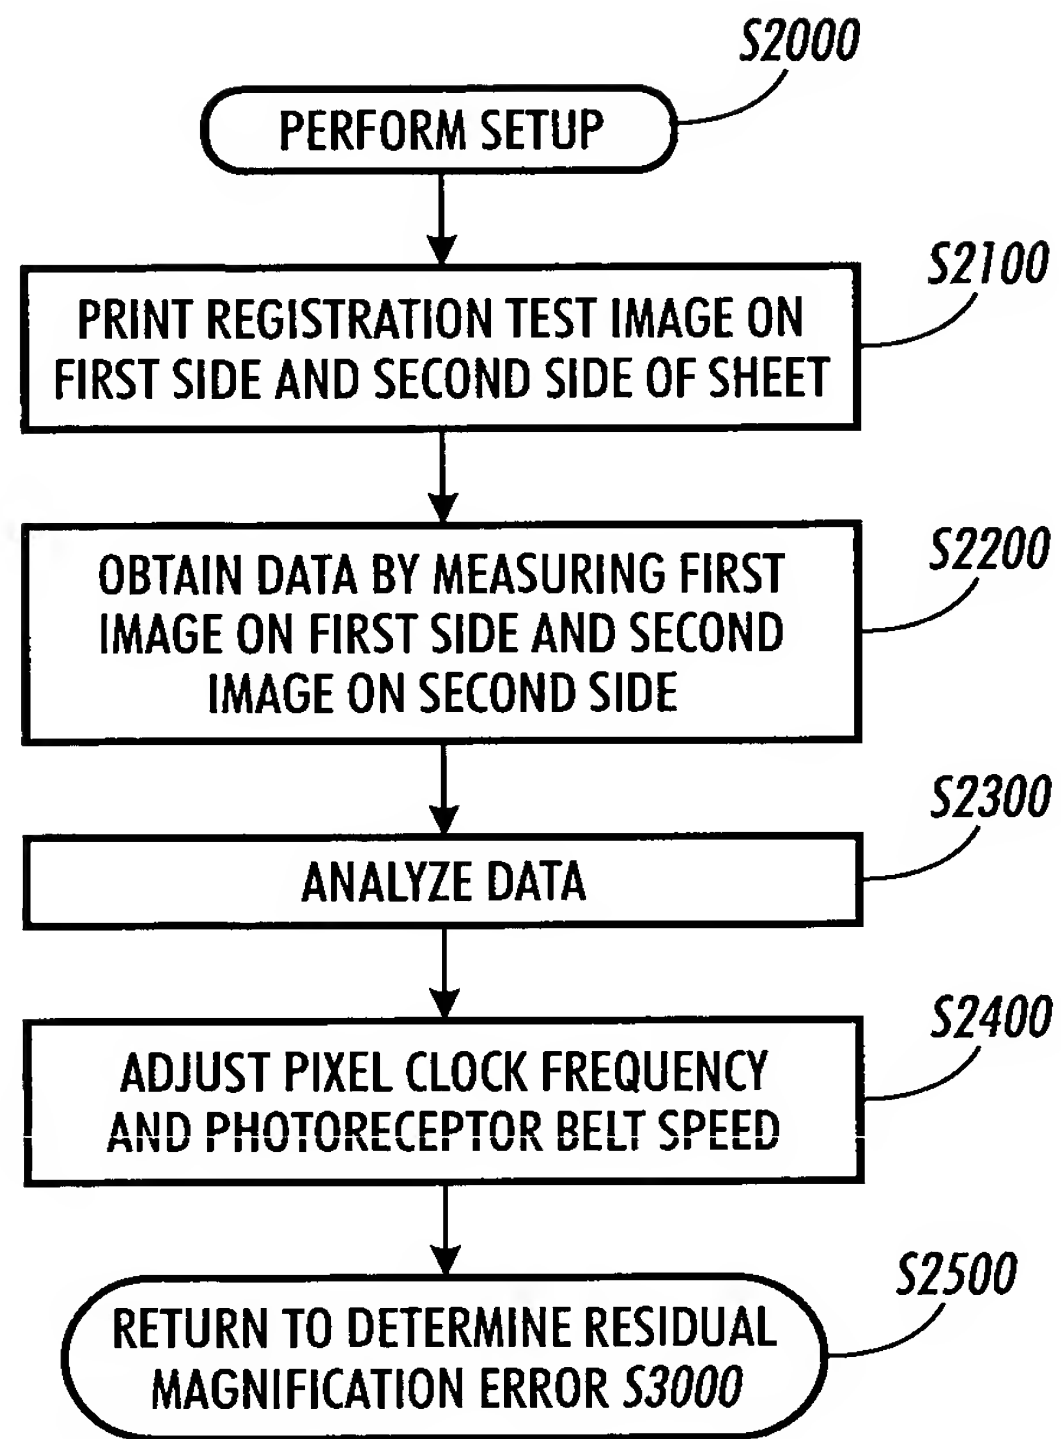 S2000
PERFORM SETUP
S2100
PRINT REGISTRATION TEST IMAGE ON
FIRST SIDE AND SECOND SIDE OF SHEET
S2200
OBTAIN DATA BY MEASURING FIRST
IMAGE ON FIRST SIDE AND SECOND
IMAGE ON SECOND SIDE
S2300
ANALYZE DATA
S2400
ADJUST PIXEL CLOCK FREQUENCY
AND PHOTORECEPTOR BELT SPEED
S2500
RETURN TO DETERMINE RESIDUAL
MAGNIFICATION ERROR S3000